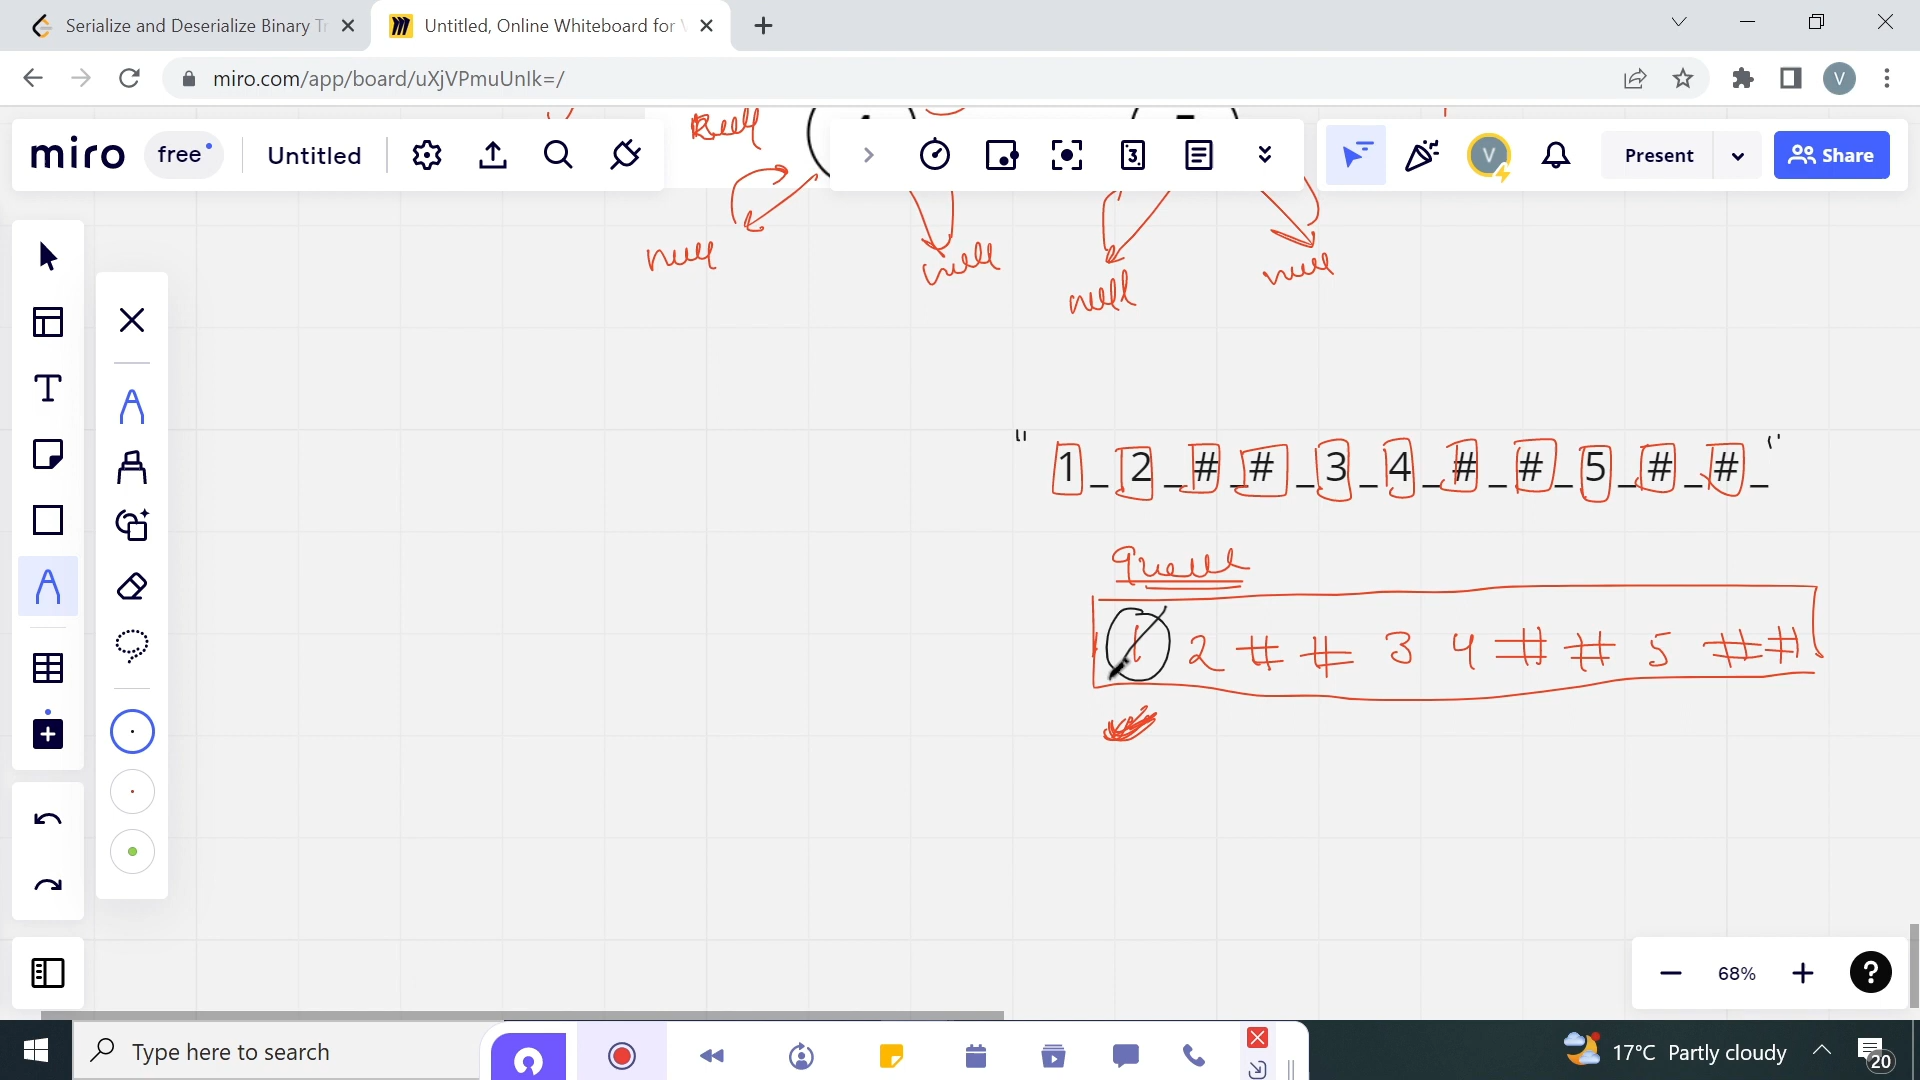 Serialize and Deserialize Binary Tr
Untitled, Online Whiteboard for V
miro.com/app/board/uXjVPmuUnlk=/
V
miro
free
Untitled
3
V
Present
Share
null
null
null
null
" 1_2_#_#_3_4_#_#_5_#_#_"
queue
1 2 # # 3 4 # # 5 # #
68%
?
Type here to search
17°C Partly cloudy
20